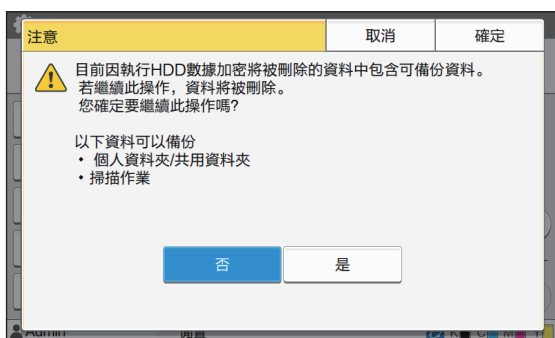 注意
取消
確定
目前因執行HDD數據加密將被刪除的資料中包含可備份資料。
若繼續此操作，資料將被刪除。
您確定要繼續此操作嗎?
以下資料可以備份
・ 個人資料夾/共用資料夾
・掃描作業
否
是
Admin
閒置
K C M Y